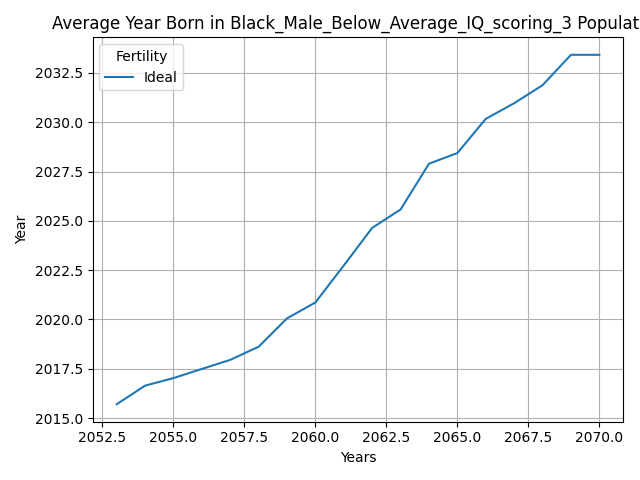 Average Year Born in Black_Male_Below_Average_IQ_scoring_3 Populat
Fertility
Ideal
2032.5
2030.0
2027.5
2025.0
2022.5
2020.0
2017.5
2015.0
Year
2052.5 2055.0 2057.5 2060.0 2062.5 2065.0 2067.5 2070.0
Years